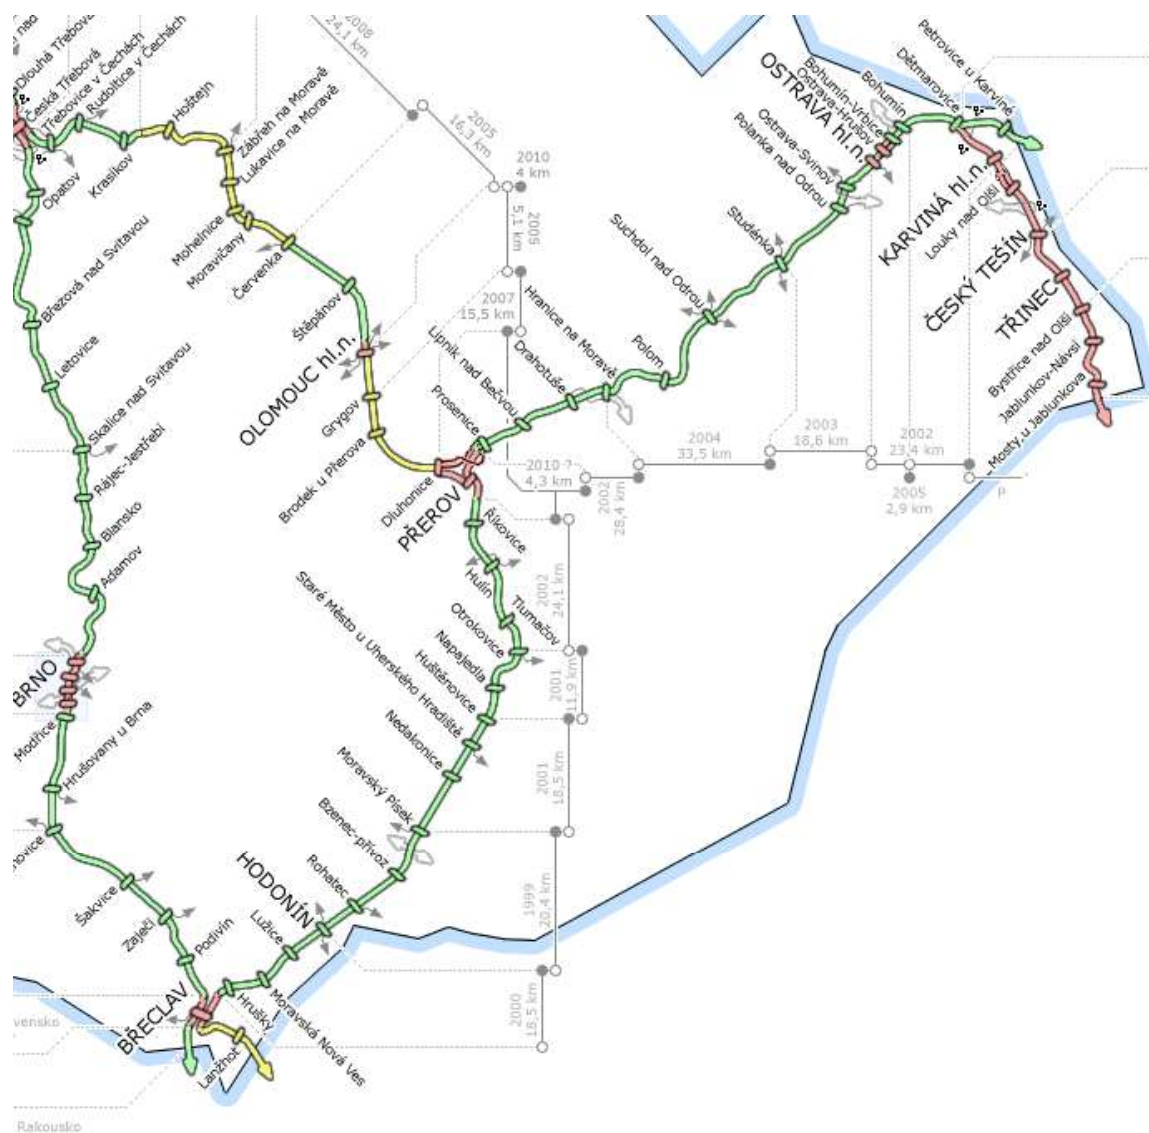 2008
24,1 km
Dlouhá Třebová
Česká Třebová
Třebovice v Čechách
Rudoltice v Čechách
Hoštejn
Krasíkov
Zábřeh na Moravě
Lukavice na Moravě
Opatov
Mohelnice
Moravičany
Červenka
Štěpánov
OLOMOUC hl.n.
Grygov
Brodek u Přerova
Dluhonice
PŘEROV
Březová nad Svitavou
Letovice
Skalice nad Svitavou
Rájec-Jestřebí
Blansko
Adamov
BRNO
Modřice
Hrušovany u Brna
novice
Šakvice
Zaječí
Podivín
BŘECLAV
Lanžhot
Hrušky
Moravská Nová Ves
Lužice
HODONÍN
Rohatec
Bzenec-přívoz
Moravský Písek
Nedakonice
Staré Město u Uherského Hradiště
Huštěnovice
Napajedla
Otrokovice
Tlumačov
Hulín
Říkovice
Prosenice
Lipník nad Bečvou
Drahotuše
Hranice na Moravě
Polom
Suchdol nad Odrou
Studénka
Polanka nad Odrou
Ostrava-Svinov
OSTRAVA hl.n.
Ostrava-Hrušov
Bohumín-Vrbice
Bohumín
Dětmarovice
Petrovice u Karviné
KARVINÁ hl.n.
Louky nad Olší
ČESKÝ TEŠÍN
TŘINEC
Bystřice nad Olší
Jablunkov-Návsí
Mosty u Jablunkova
2005
16,3 km
2010
4 km
2009
5,1 km
2007
15,5 km
2010 ?
4,3 km
2002
28,4 km
2004
33,5 km
2003
18,6 km
2002
23,4 km
2005
2,9 km
P
2002
24,1 km
2001
11,9 km
2001
18,5 km
1999
20,4 km
2000
18,5 km
vensko
Rakousko